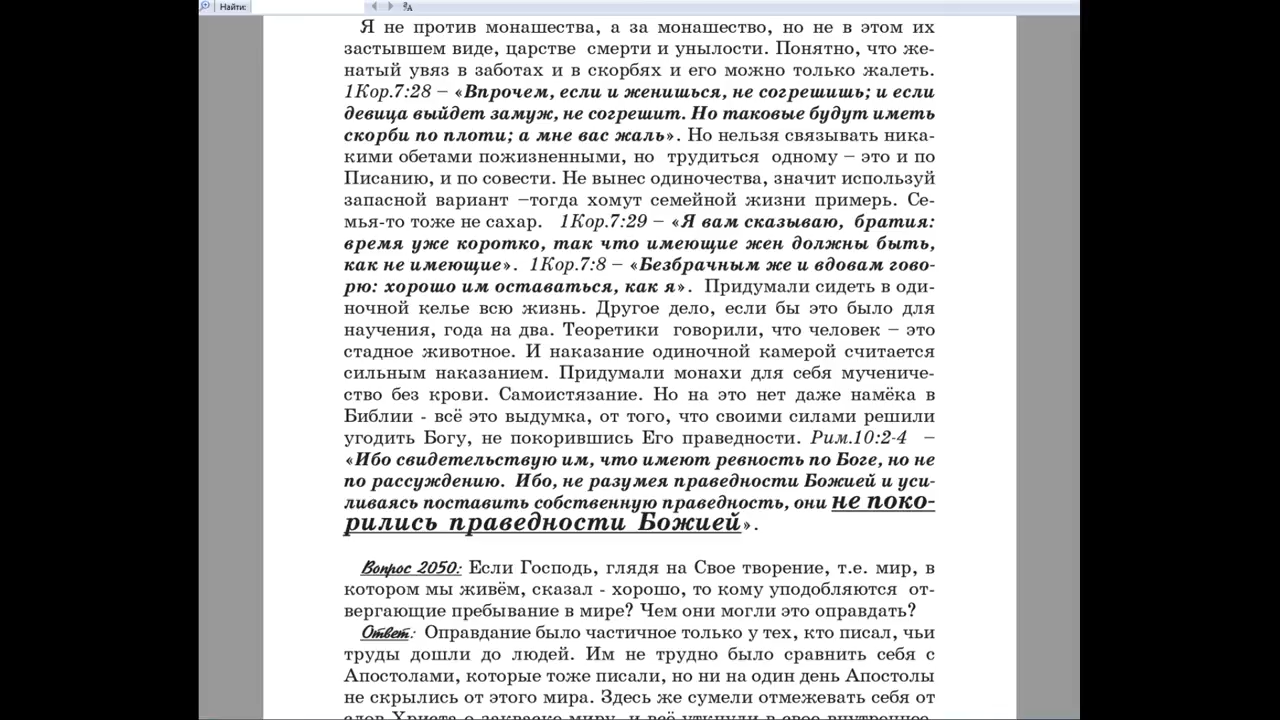 Найти:
Я не против монашества, а за монашество, но не в этом их
застывшем виде, царстве смерти и унылости. Понятно, что же-
натый увяз в заботах и в скорбях и его можно только жалеть.
1Кор.7:28 – «Впрочем, если и женишься, не согрешишь; и если
девица выйдет замуж, не согрешит. Но таковые будут иметь
скорби по плоти; а мне вас жаль». Но нельзя связывать ника-
кими обетами пожизненными, но трудиться одному – это и по
Писанию, и по совести. Не вынес одиночества, значит используй
запасной вариант –тогда хомут семейной жизни примерь. Се-
мья-то тоже не сахар. 1Кор.7:29 – «Я вам сказываю, братия:
время уже коротко, так что имеющие жен должны быть,
как не имеющие». 1Кор.7:8 – «Безбрачным же и вдовам гово-
рю: хорошо им оставаться, как я». Придумали сидеть в оди-
ночной келье всю жизнь. Другое дело, если бы это было для
научения, года на два. Теоретики говорили, что человек – это
стадное животное. И наказание одиночной камерой считается
сильным наказанием. Придумали монахи для себя мучениче-
ство без крови. Самоистязание. Но на это нет даже намёка в
Библии - всё это выдумка, от того, что своими силами решили
угодить Богу, не покорившись Его праведности. Рим.10:2-4 –
«Ибо свидетельствую им, что имеют ревность по Боге, но не
по рассуждению. Ибо, не разумея праведности Божией и уси-
ливаясь поставить собственную праведность, они не поко-
рились праведности Божией».
Вопрос 2050: Если Господь, глядя на Свое творение, т.е. мир, в
котором мы живём, сказал - хорошо, то кому уподобляются от-
вергающие пребывание в мире? Чем они могли это оправдать?
Ответ: Оправдание было частичное только у тех, кто писал, чьи
труды дошли до людей. Им не трудно было сравнить себя с
Апостолами, которые тоже писали, но ни на один день Апостолы
не скрылись от этого мира. Здесь же сумели отмежевать себя от
слов Христа о закваске миру, и всё уткнули в свое внутреннее,